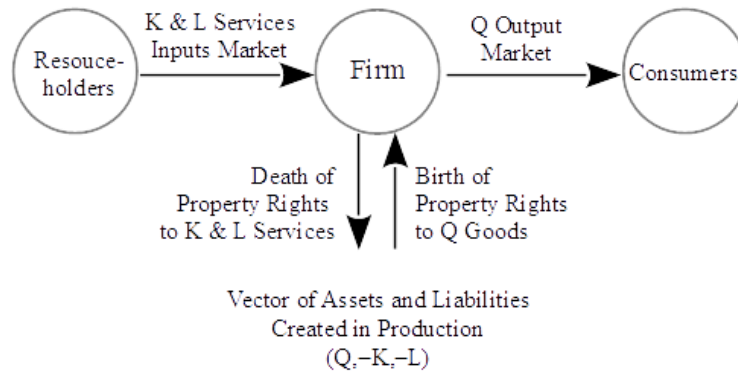 K & L Services
Inputs Market
Q Output
Market
Resouce-
holders
Firm
Consumers
Death of
Property Rights
to K & L Services
Birth of
Property Rights
to Q Goods
Vector of Assets and Liabilities
Created in Production
(Q,–K,–L)